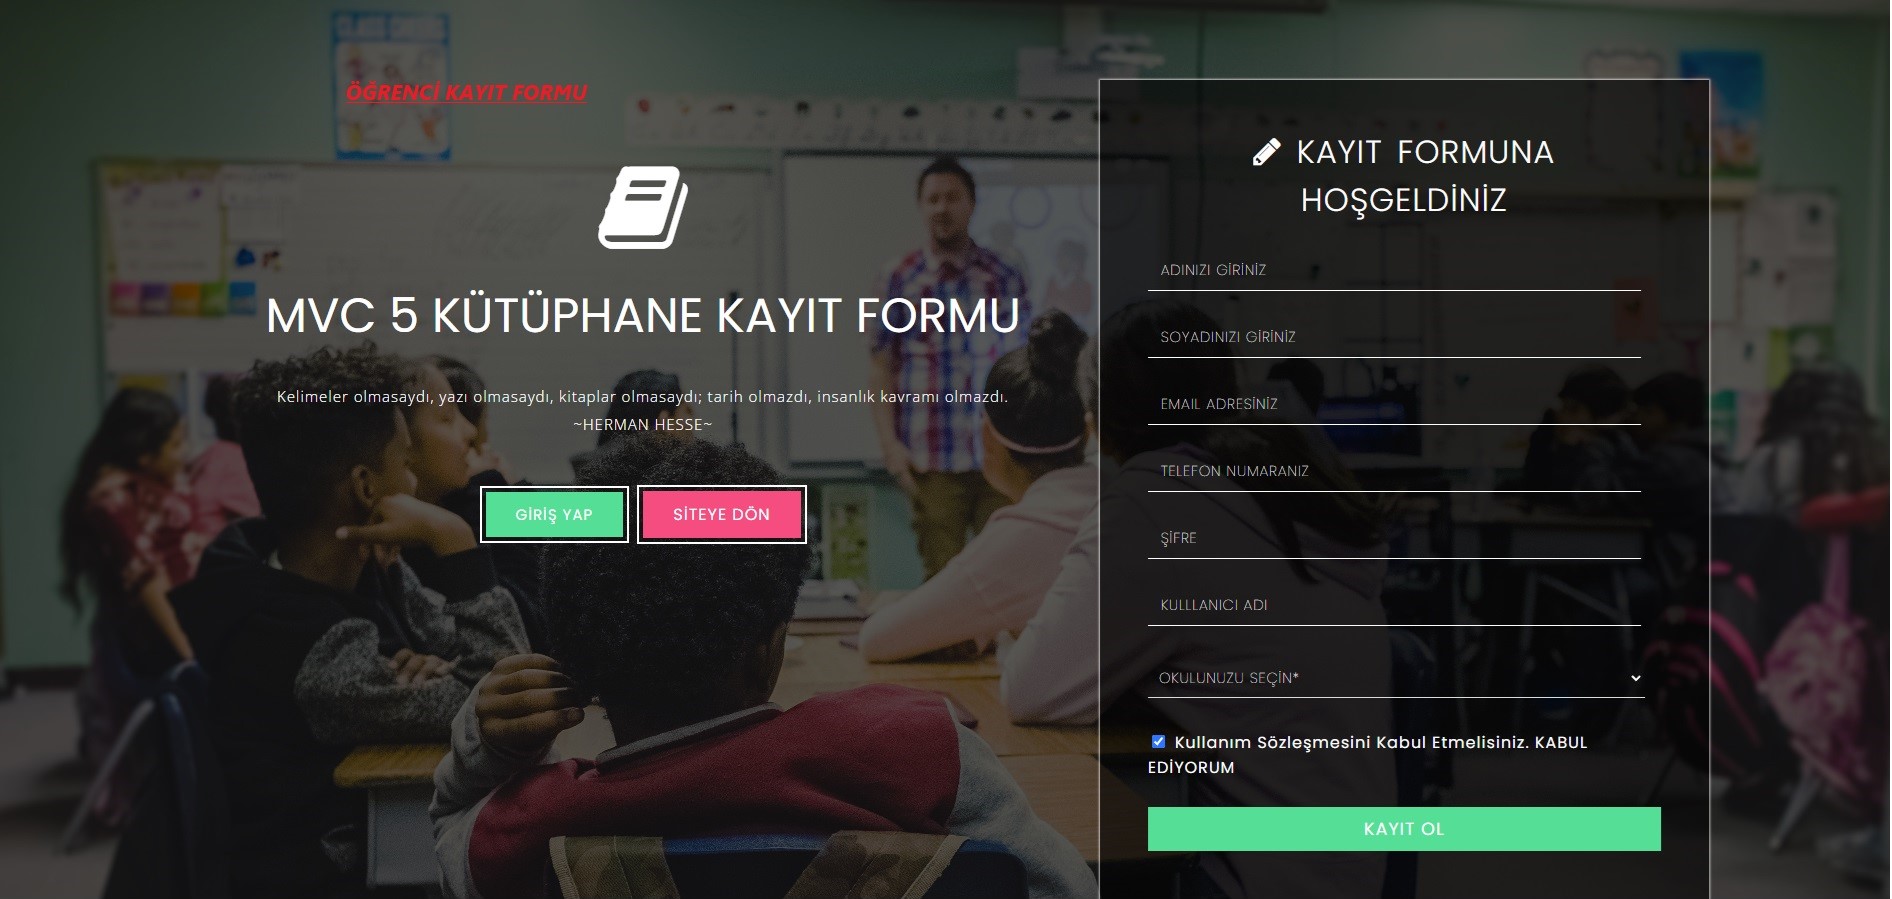 ÖĞRENCİ KAYIT FORMU
MVC 5 KÜTÜPHANE KAYIT FORMU
Kelimeler olmasaydı, yazı olmasaydı, kitaplar olmasaydı; tarih olmazdı, insanlık kavramı olmazdı.
~HERMAN HESSE~
GİRİŞ YAP
SİTEYE DÖN
KAYIT FORMUNA
HOŞGELDİNİZ
ADINIZI GİRİNİZ
SOYADINIZI GİRİNİZ
EMAIL ADRESİNİZ
TELEFON NUMARANIZ
ŞİFRE
KULLLANICI ADI
OKULUNUZU SEÇİN*
Kullanım Sözleşmesini Kabul Etmelisiniz. KABUL
EDİYORUM
KAYIT OL